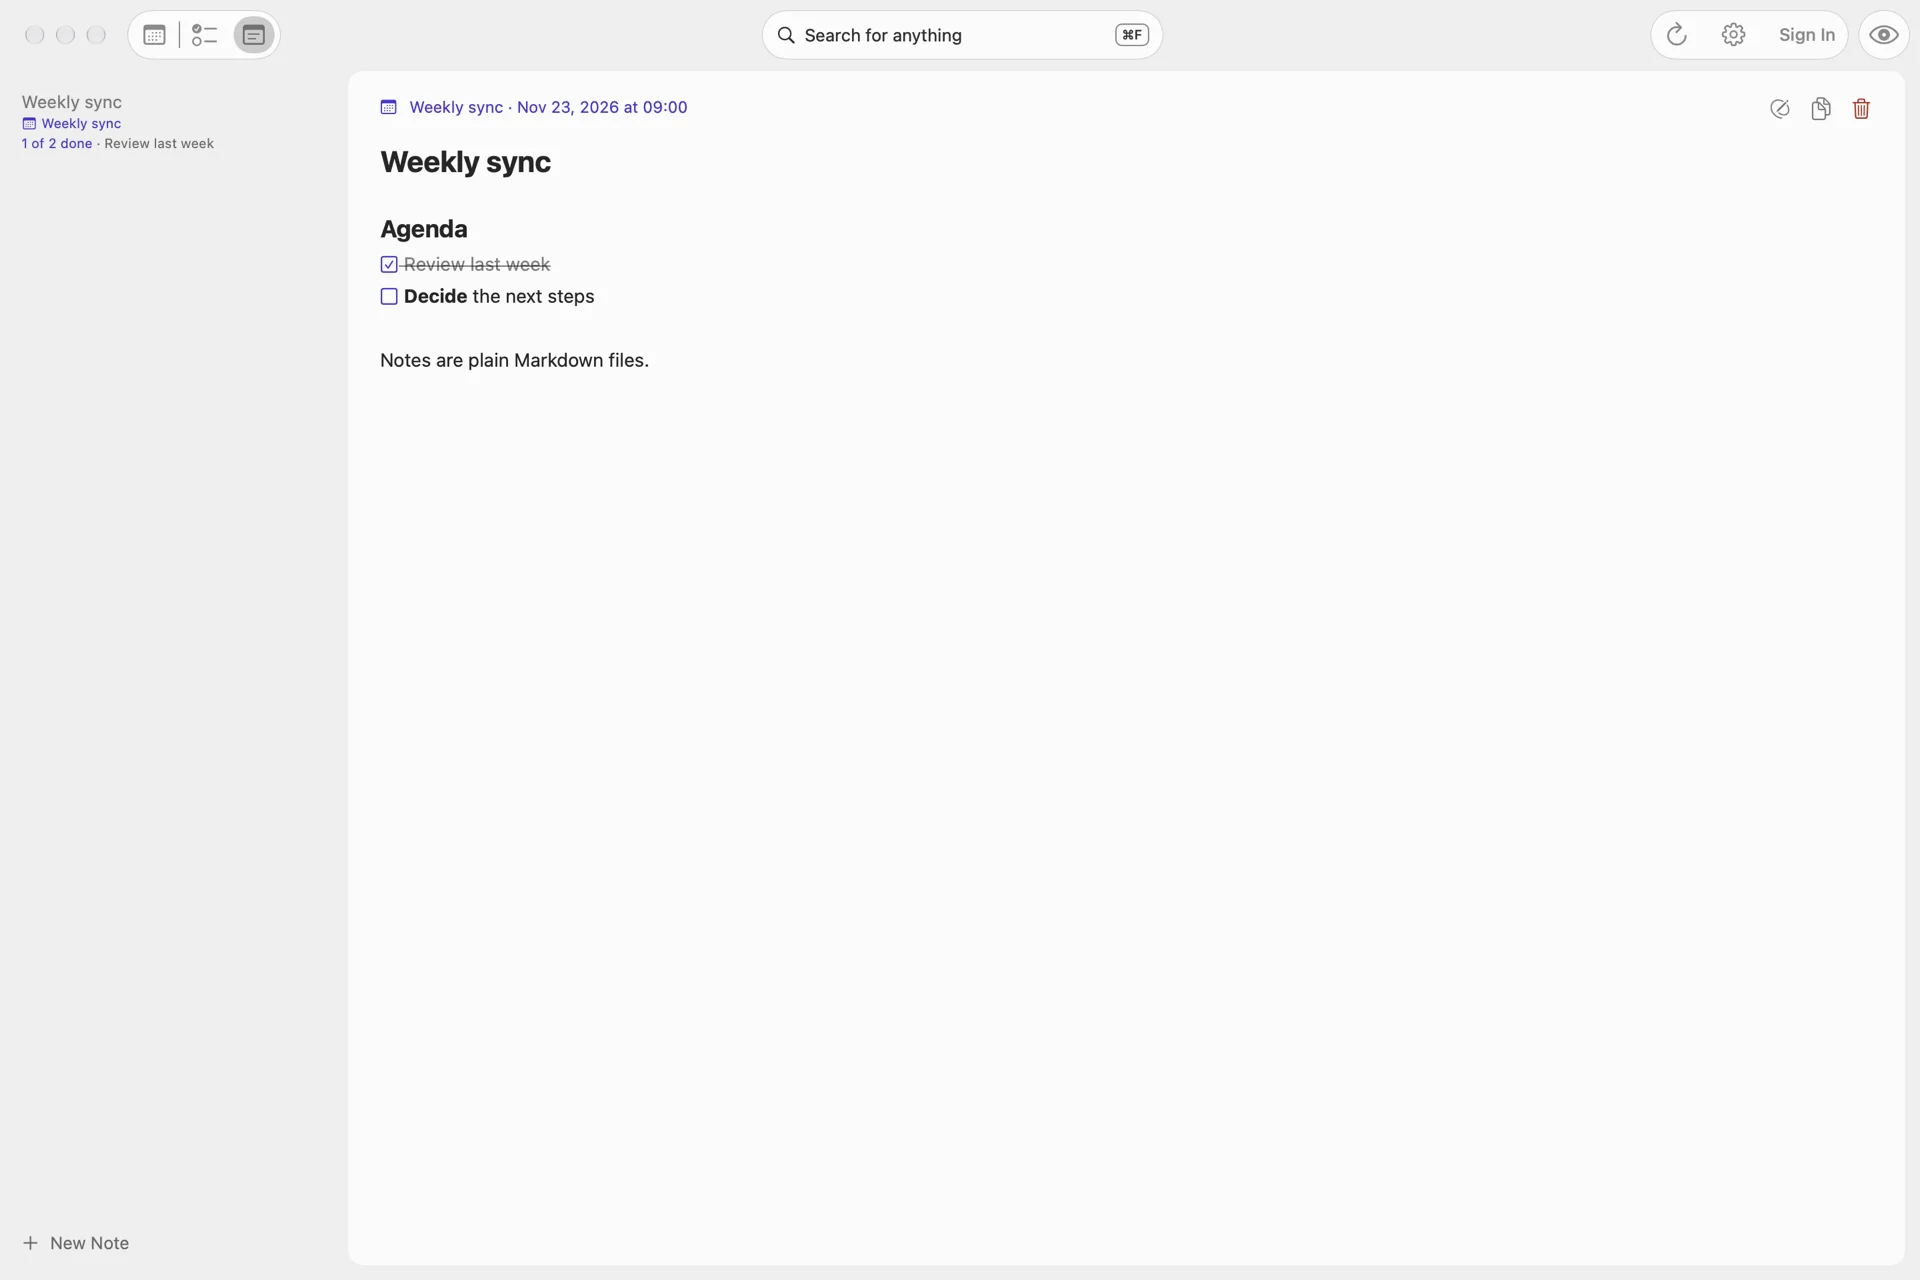 Search for anything
⌘F
Sign In
Weekly sync
Weekly sync
1 of 2 done · Review last week
Weekly sync · Nov 23, 2026 at 09:00
Weekly sync
Agenda
Review last week
Decide the next steps
Notes are plain Markdown files.
New Note